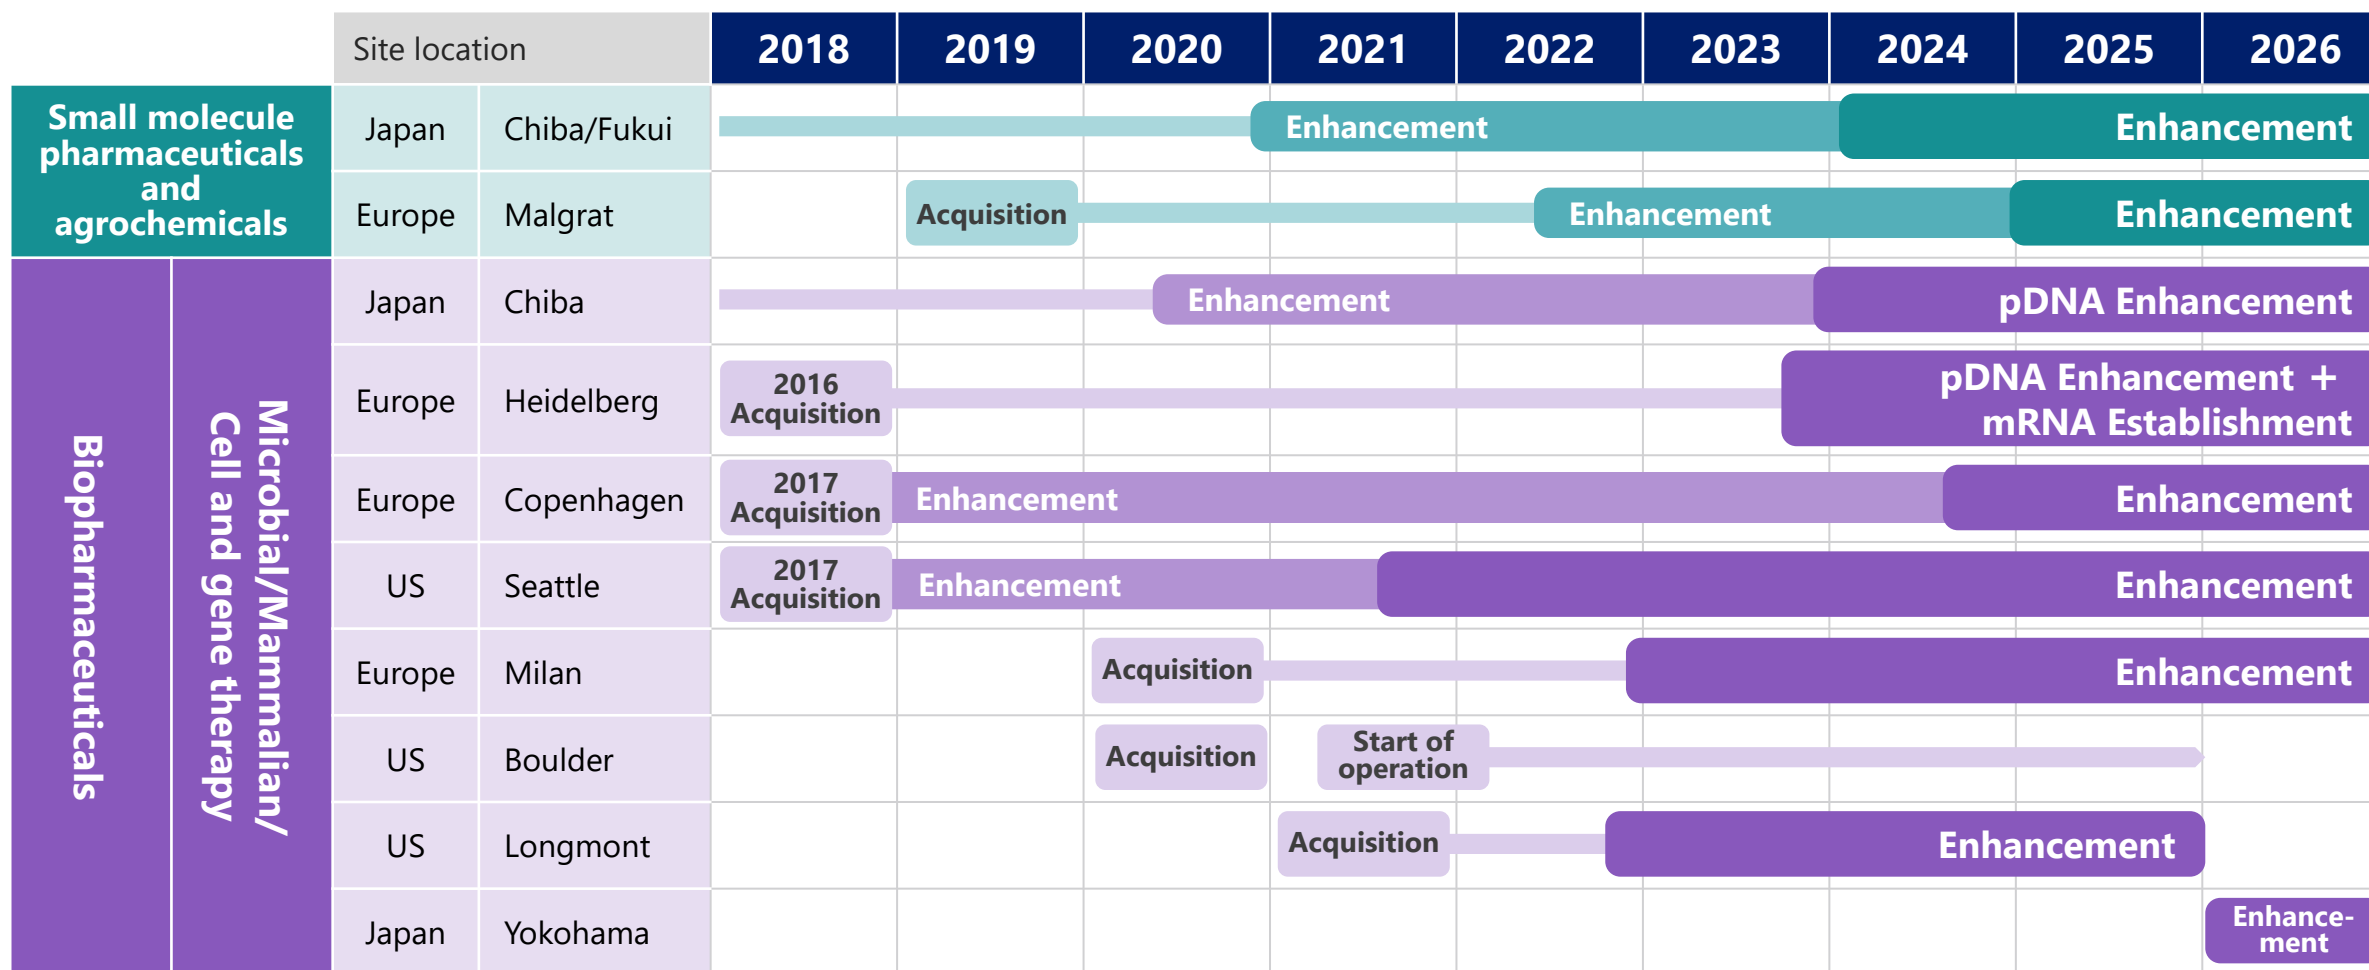 Site location
2018
2019
2020
2021
2022
2023
2024
2025
2026
Small molecule
pharmaceuticals
and
agrochemicals
Japan
Chiba/Fukui
Enhancement
Enhancement
Europe
Malgrat
Acquisition
Enhancement
Enhancement
Biopharmaceuticals
Microbial/Mammalian/
Cell and gene therapy
Japan
Chiba
Enhancement
pDNA Enhancement
Europe
Heidelberg
2016
Acquisition
pDNA Enhancement +
mRNA Establishment
Europe
Copenhagen
2017
Acquisition
Enhancement
Enhancement
US
Seattle
2017
Acquisition
Enhancement
Enhancement
Europe
Milan
Acquisition
Enhancement
US
Boulder
Acquisition
Start of
operation
US
Longmont
Acquisition
Enhancement
Japan
Yokohama
Enhance-
ment